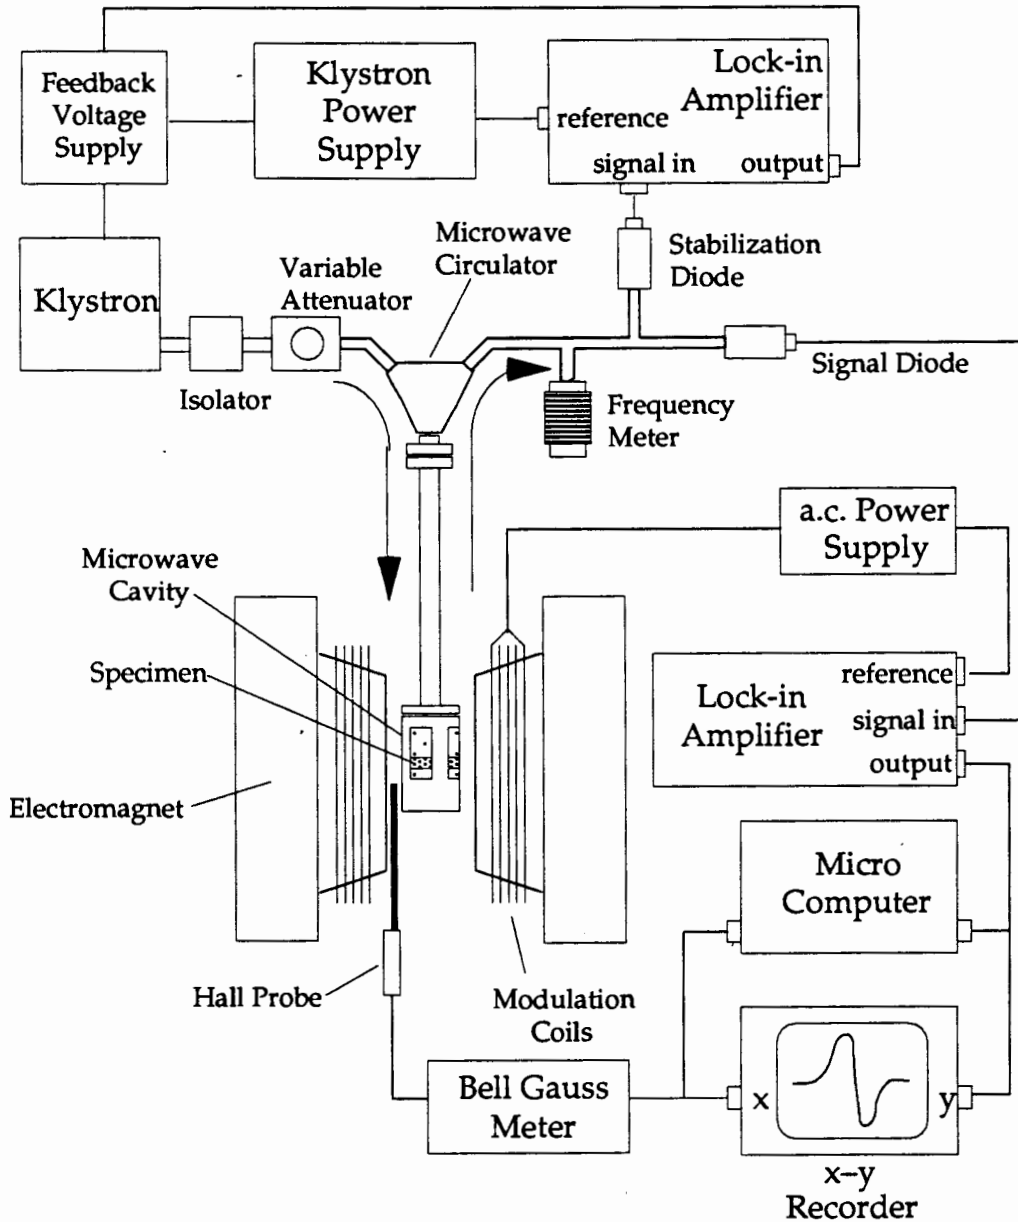 Feedback
Voltage
Supply
Klystron
Power
Supply
Lock-in
Amplifier
reference
signal in
output
Klystron
Isolator
Variable
Attenuator
Microwave
Circulator
Stabilization
Diode
Signal Diode
Frequency
Meter
a.c. Power
Supply
Microwave
Cavity
Specimen
Electromagnet
Lock-in
Amplifier
reference
signal in
output
Micro
Computer
Hall Probe
Modulation
Coils
Bell Gauss
Meter
x
y
x–y
Recorder